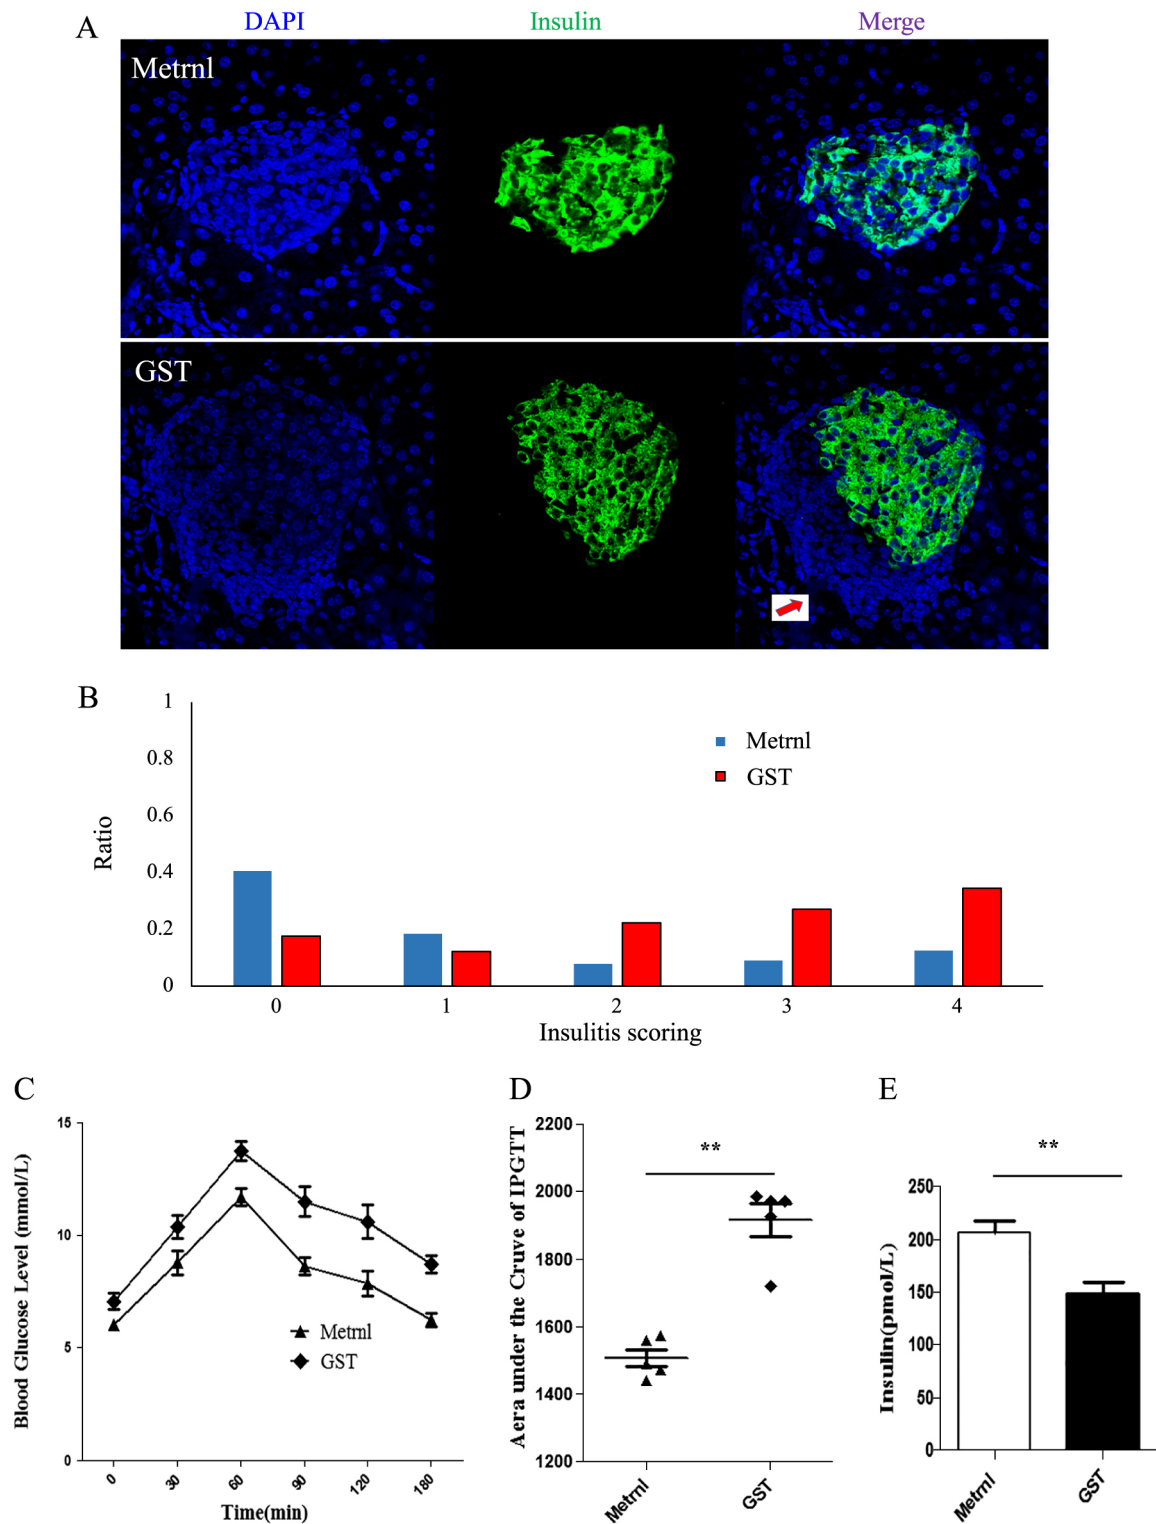 A
DAPI
Insulin
Merge
Metrnl
GST
B
1
0.8
0.6
0.4
0.2
0
Ratio
Metrnl
GST
0 1 2 3 4
Insulitis scoring
C
15
10
5
0
Blood Glucose Level (mmol/L)
Metrnl
GST
0 30 60 90 120 180
Time(min)
D
2200
2000
1800
1600
1400
1200
Aera under the Cruve of IPGTT
**
Metrnl GST
E
250
200
150
100
50
0
Insulin(pmol/L)
**
Metrnl GST